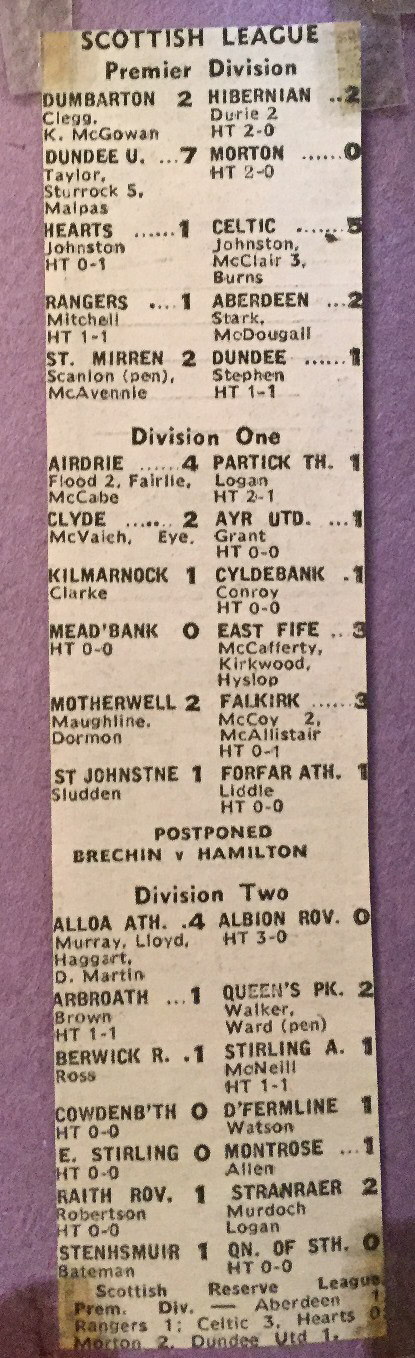 SCOTTISH LEAGUE
Premier Division
DUMBARTON 2 HIBERNIAN ..2
Clegg, Durie 2
K. McGowan HT 2-0
DUNDEE U. ...7 MORTON ......0
Taylor, HT 2-0
Sturrock 5,
Malpas
HEARTS ......1 CELTIC ......5
Johnston Johnston,
HT 0-1 McClair 3,
Burns
RANGERS ....1 ABERDEEN ...2
Mitchell Stark,
HT 1-1 McDougall
ST. MIRREN 2 DUNDEE ......1
Scanlon (pen), Stephen
McAvennie HT 1-1
Division One
AIRDRIE ......4 PARTICK TH. 1
Flood 2, Fairlie, Logan
McCabe HT 2-1
CLYDE ...... 2 AYR UTD. ...1
McVaich, Eye, Grant
HT 0-0
KILMARNOCK 1 CYLDEBANK .1
Clarke Conroy
HT 0-0
MEAD'BANK 0 EAST FIFE .. 3
HT 0-0 McCafferty,
Kirkwood,
Hyslop
MOTHERWELL 2 FALKIRK ......3
Maughline, McCoy 2,
Dormon McAllistair
HT 0-1
ST JOHNSTNE 1 FORFAR ATH. 1
Sludden Liddle
HT 0-0
POSTPONED
BRECHIN v HAMILTON
Division Two
ALLOA ATH. .4 ALBION ROV. 0
Murray, Lloyd, HT 3-0
Haggart,
D. Martin
ARBROATH ...1 QUEEN'S PK. 2
Brown Walker,
HT 1-1 Ward (pen)
BERWICK R. .1 STIRLING A. 1
Ross McNeill
HT 1-1
COWDENB'TH 0 D'FERMLINE 1
HT 0-0 Watson
E. STIRLING 0 MONTROSE ...1
HT 0-0 Allen
RAITH ROV. 1 STRANRAER 2
Robertson Murdoch
HT 0-0 Logan
STENHSMUIR 1 QN. OF STH. 0
Bateman HT 0-0
Scottish Reserve League
Prem. Div. — Aberdeen 1
Rangers 1; Celtic 3, Hearts 0
Morton 2, Dundee Utd 1.